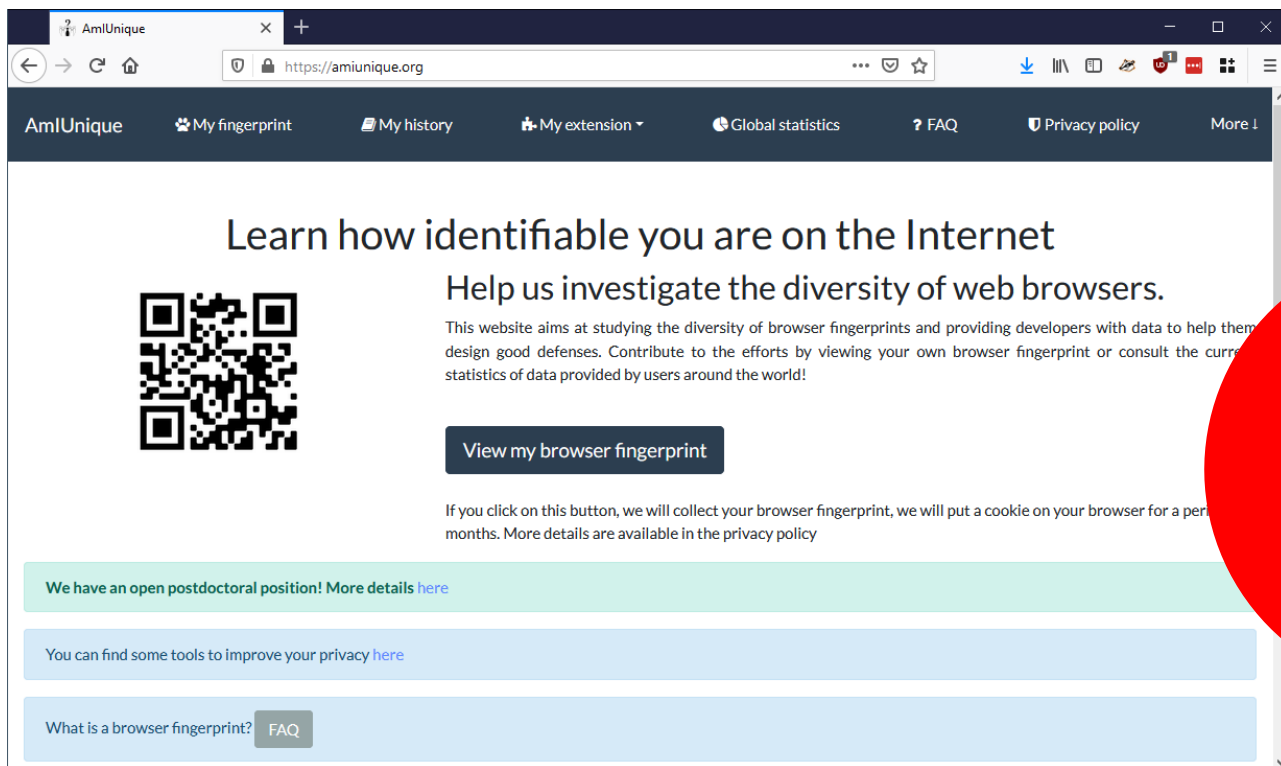 AmIUnique
https://amiunique.org
1
AmIUnique My fingerprint My history My extension Global statistics ? FAQ Privacy policy More↓
Learn how identifiable you are on the Internet
Help us investigate the diversity of web browsers.
This website aims at studying the diversity of browser fingerprints and providing developers with data to help them
design good defenses. Contribute to the efforts by viewing your own browser fingerprint or consult the
statistics of data provided by users around the world!
View my browser fingerprint
If you click on this button, we will collect your browser fingerprint, we will put a cookie on your browser for a
months. More details are available in the privacy policy
We have an open postdoctoral position! More details here
You can find some tools to improve your privacy here
What is a browser fingerprint? FAQ